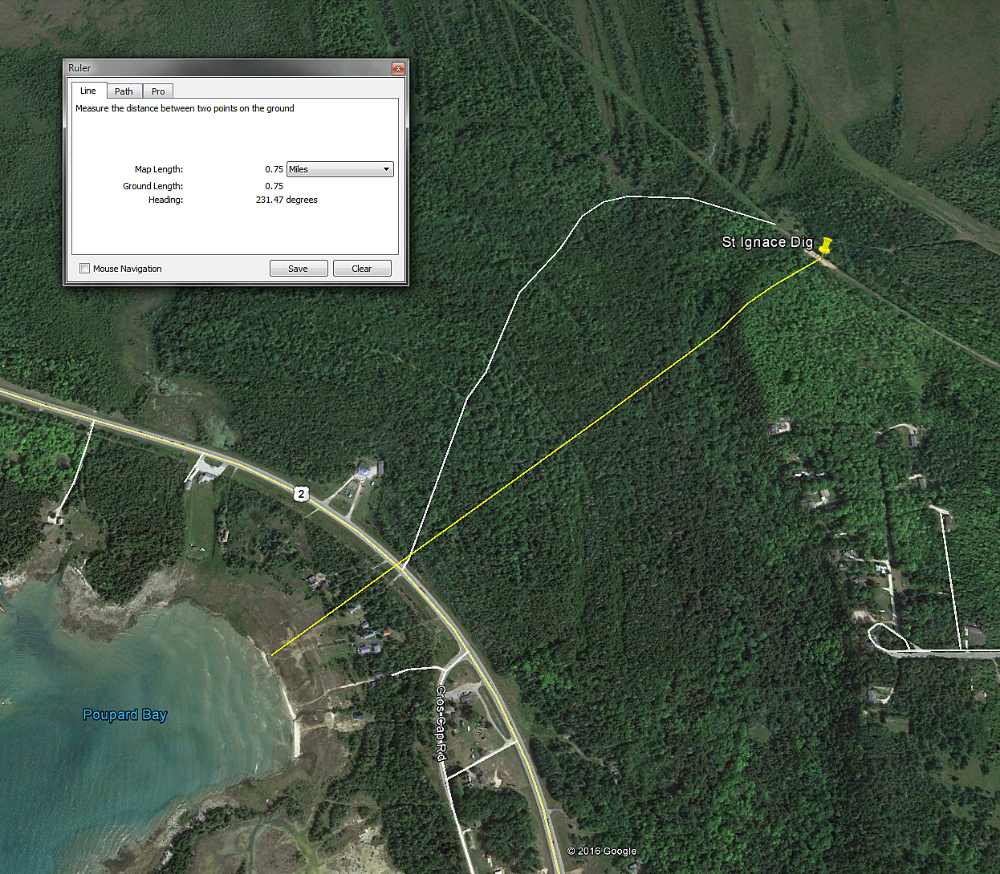 Ruler
Line Path Pro
Measure the distance between two points on the ground
Map Length: 0.75 Miles
Ground Length: 0.75
Heading: 231.47 degrees
Mouse Navigation Save Clear
St Ignace Dig
2
Gros Cap Rd
Poupard Bay
© 2016 Google